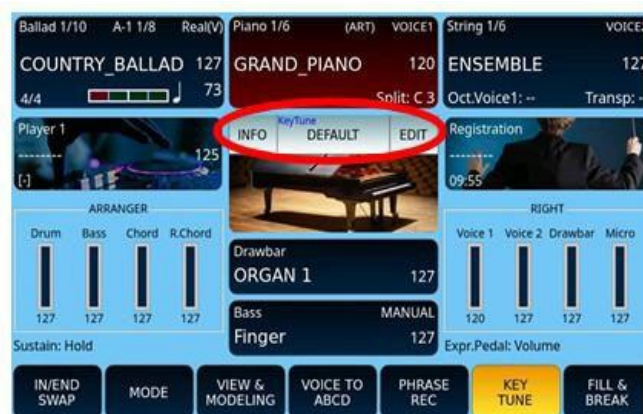 Ballad 1/10 A-1 1/8 Real(V)
COUNTRY_BALLAD 127
4/4 73
Piano 1/6 (ART) VOICE1
GRAND_PIANO 120
Split: C 3
String 1/6
ENSEMBLE 127
Oct.Voice1: -- Transp:
Player 1
-------- 125
[-]
KeyTune
INFO DEFAULT EDIT
Registration
--------
09:55
ARRANGER
Drum Bass Chord R.Chord
127 127 127 127
Drawbar
ORGAN 1 127
Bass MANUAL
Finger 127
RIGHT
Voice 1 Voice 2 Drawbar Micro
120 127 127 127
Sustain: Hold
Expr.Pedal: Volume
IN/END
SWAP
MODE
VIEW &
MODELING
VOICE TO
ABCD
PHRASE
REC
KEY
TUNE
FILL &
BREAK